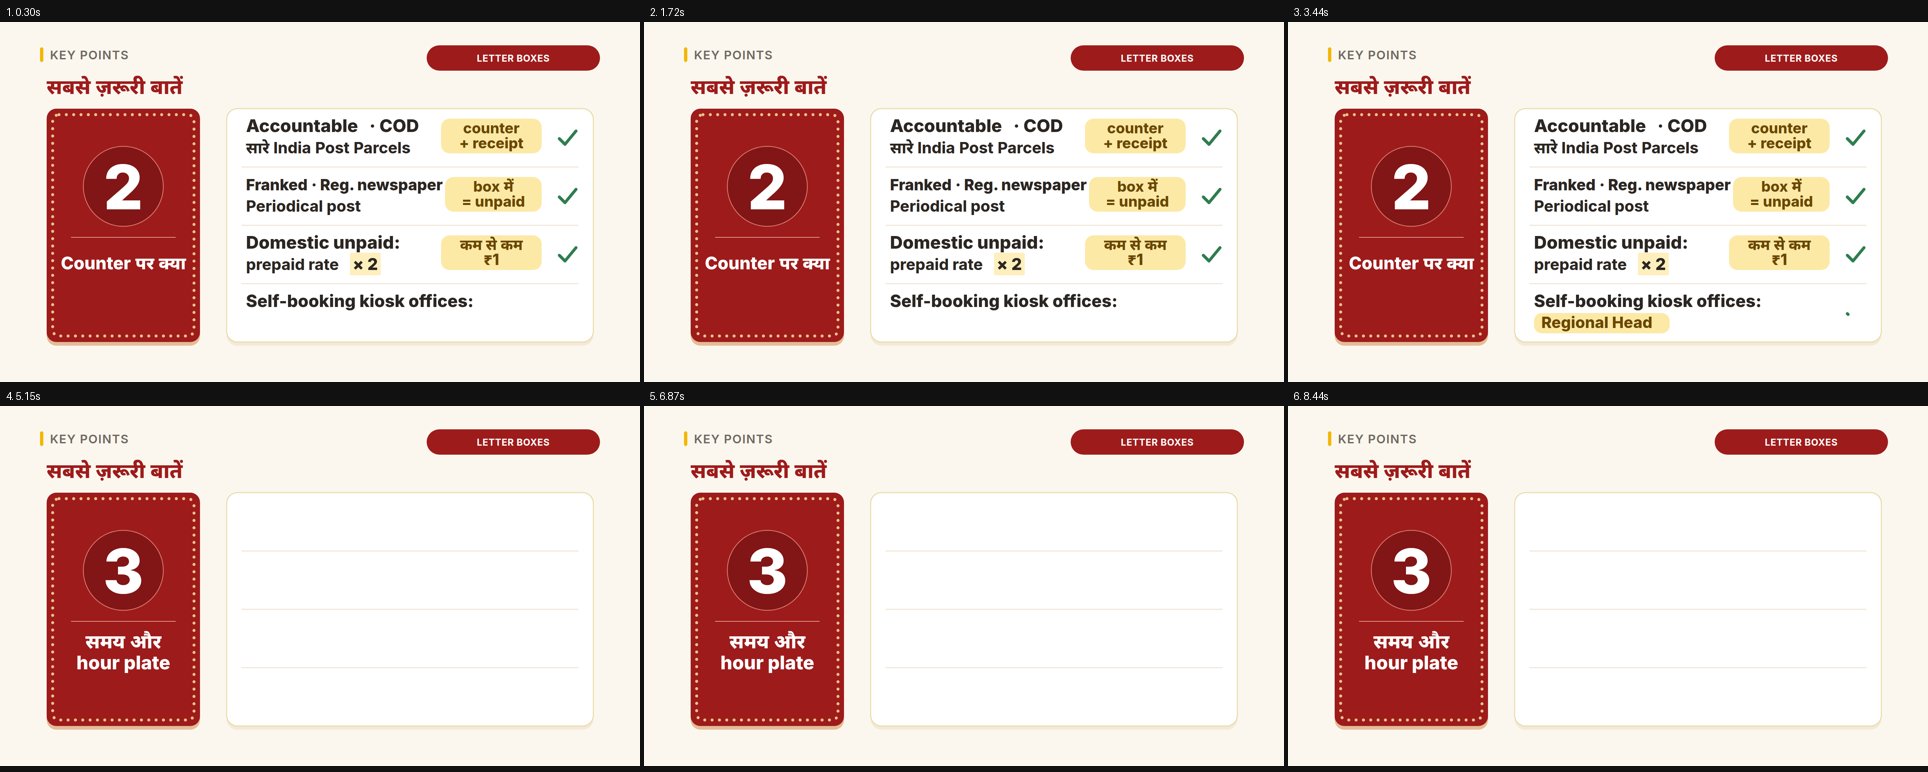 1. 0.30s
KEY POINTS
LETTER BOXES
सबसे ज़रूरी बातें
2
Counter पर क्या
Accountable · COD
सारे India Post Parcels
counter
+ receipt
Franked · Reg. newspaper
Periodical post
box में
= unpaid
Domestic unpaid:
prepaid rate × 2
कम से कम
₹1
Self-booking kiosk offices:
2. 1.72s
KEY POINTS
LETTER BOXES
सबसे ज़रूरी बातें
2
Counter पर क्या
Accountable · COD
सारे India Post Parcels
counter
+ receipt
Franked · Reg. newspaper
Periodical post
box में
= unpaid
Domestic unpaid:
prepaid rate × 2
कम से कम
₹1
Self-booking kiosk offices:
3. 3.44s
KEY POINTS
LETTER BOXES
सबसे ज़रूरी बातें
2
Counter पर क्या
Accountable · COD
सारे India Post Parcels
counter
+ receipt
Franked · Reg. newspaper
Periodical post
box में
= unpaid
Domestic unpaid:
prepaid rate × 2
कम से कम
₹1
Self-booking kiosk offices:
Regional Head
4. 5.15s
KEY POINTS
LETTER BOXES
सबसे ज़रूरी बातें
3
समय और
hour plate
5. 6.87s
KEY POINTS
LETTER BOXES
सबसे ज़रूरी बातें
3
समय और
hour plate
6. 8.44s
KEY POINTS
LETTER BOXES
सबसे ज़रूरी बातें
3
समय और
hour plate